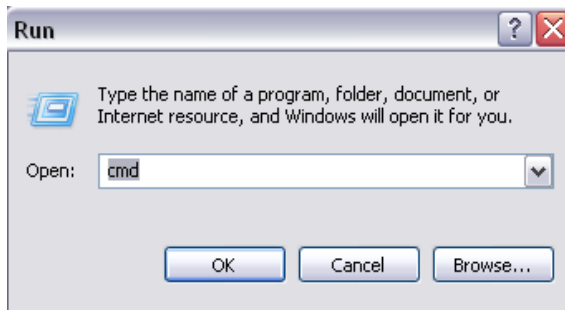 Run
Type the name of a program, folder, document, or
Internet resource, and Windows will open it for you.
Open: cmd
OK Cancel Browse...